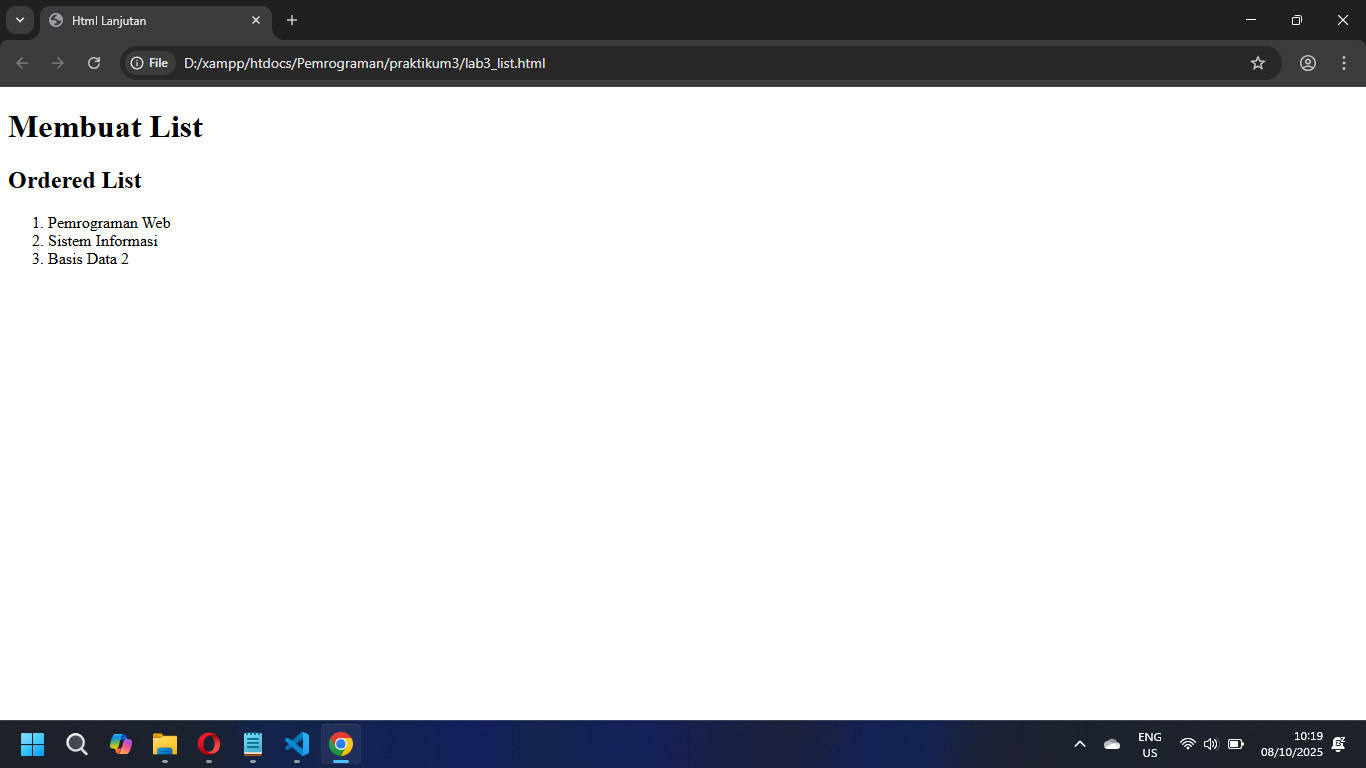 Html Lanjutan
File
D:/xampp/htdocs/Pemrograman/praktikum3/lab3_list.html
Membuat List
Ordered List
1. Pemrograman Web
2. Sistem Informasi
3. Basis Data 2
ENG
US
10:19
08/10/2025